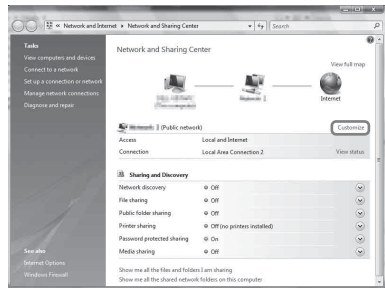 « Network and Internet ▸ Network and Sharing Center
Search
Tasks
View computers and devices
Connect to a network
Set up a connection or network
Manage network connections
Diagnose and repair
See also
Internet Options
Windows Firewall
Network and Sharing Center
View full map
Internet
(Public network)
Customize
Access Local and Internet
Connection Local Area Connection 2 View status
Sharing and Discovery
Network discovery Off
File sharing Off
Public folder sharing Off
Printer sharing Off (no printers installed)
Password protected sharing On
Media sharing Off
Show me all the files and folders I am sharing
Show me all the shared network folders on this computer